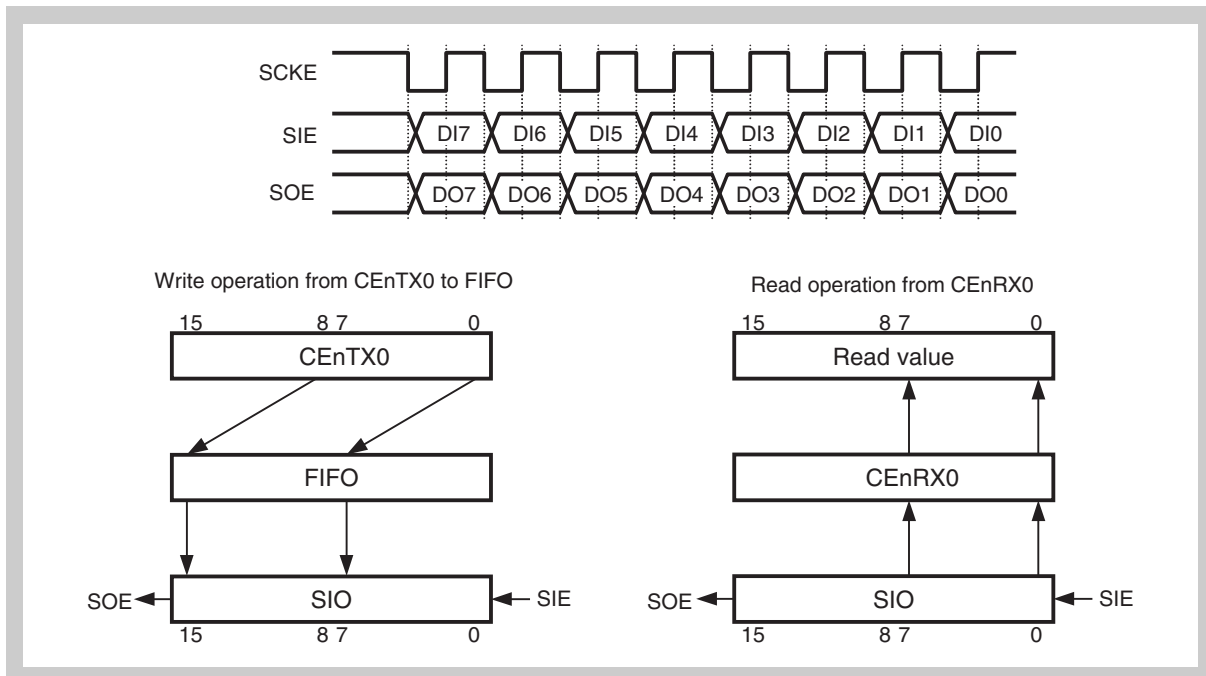 SCKE
SIE DI7 DI6 DI5 DI4 DI3 DI2 DI1 DI0
SOE DO7 DO6 DO5 DO4 DO3 DO2 DO1 DO0
Write operation from CEnTX0 to FIFO
15 8 7 0
CEnTX0
FIFO
SOE SIO SIE
15 8 7 0
Read operation from CEnRX0
15 8 7 0
Read value
CEnRX0
SOE SIO SIE
15 8 7 0